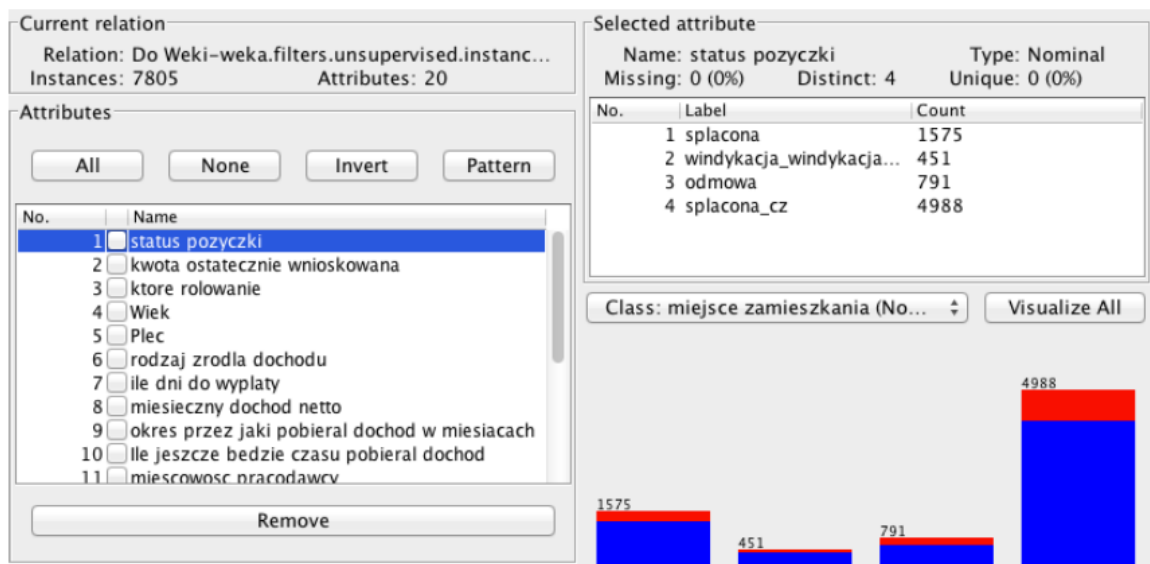 Current relation
Relation: Do Weki-weka.filters.unsupervised.instanc...
Instances: 7805 Attributes: 20
Attributes
All None Invert Pattern
No. Name
1 status pozyczki
2 kwota ostatecznie wnioskowana
3 ktore rolowanie
4 Wiek
5 Plec
6 rodzaj zrodla dochodu
7 ile dni do wyplaty
8 miesieczny dochod netto
9 okres przez jaki pobieral dochod w miesiacach
10 Ile jeszcze bedzie czasu pobieral dochod
11 miescowosc pracodawcy
Remove
Selected attribute
Name: status pozyczki Type: Nominal
Missing: 0 (0%) Distinct: 4 Unique: 0 (0%)
No. Label Count
1 splacona 1575
2 windykacja_windykacja... 451
3 odmowa 791
4 splacona_cz 4988
Class: miejsce zamieszkania (No... Visualize All
4988
1575
791
451